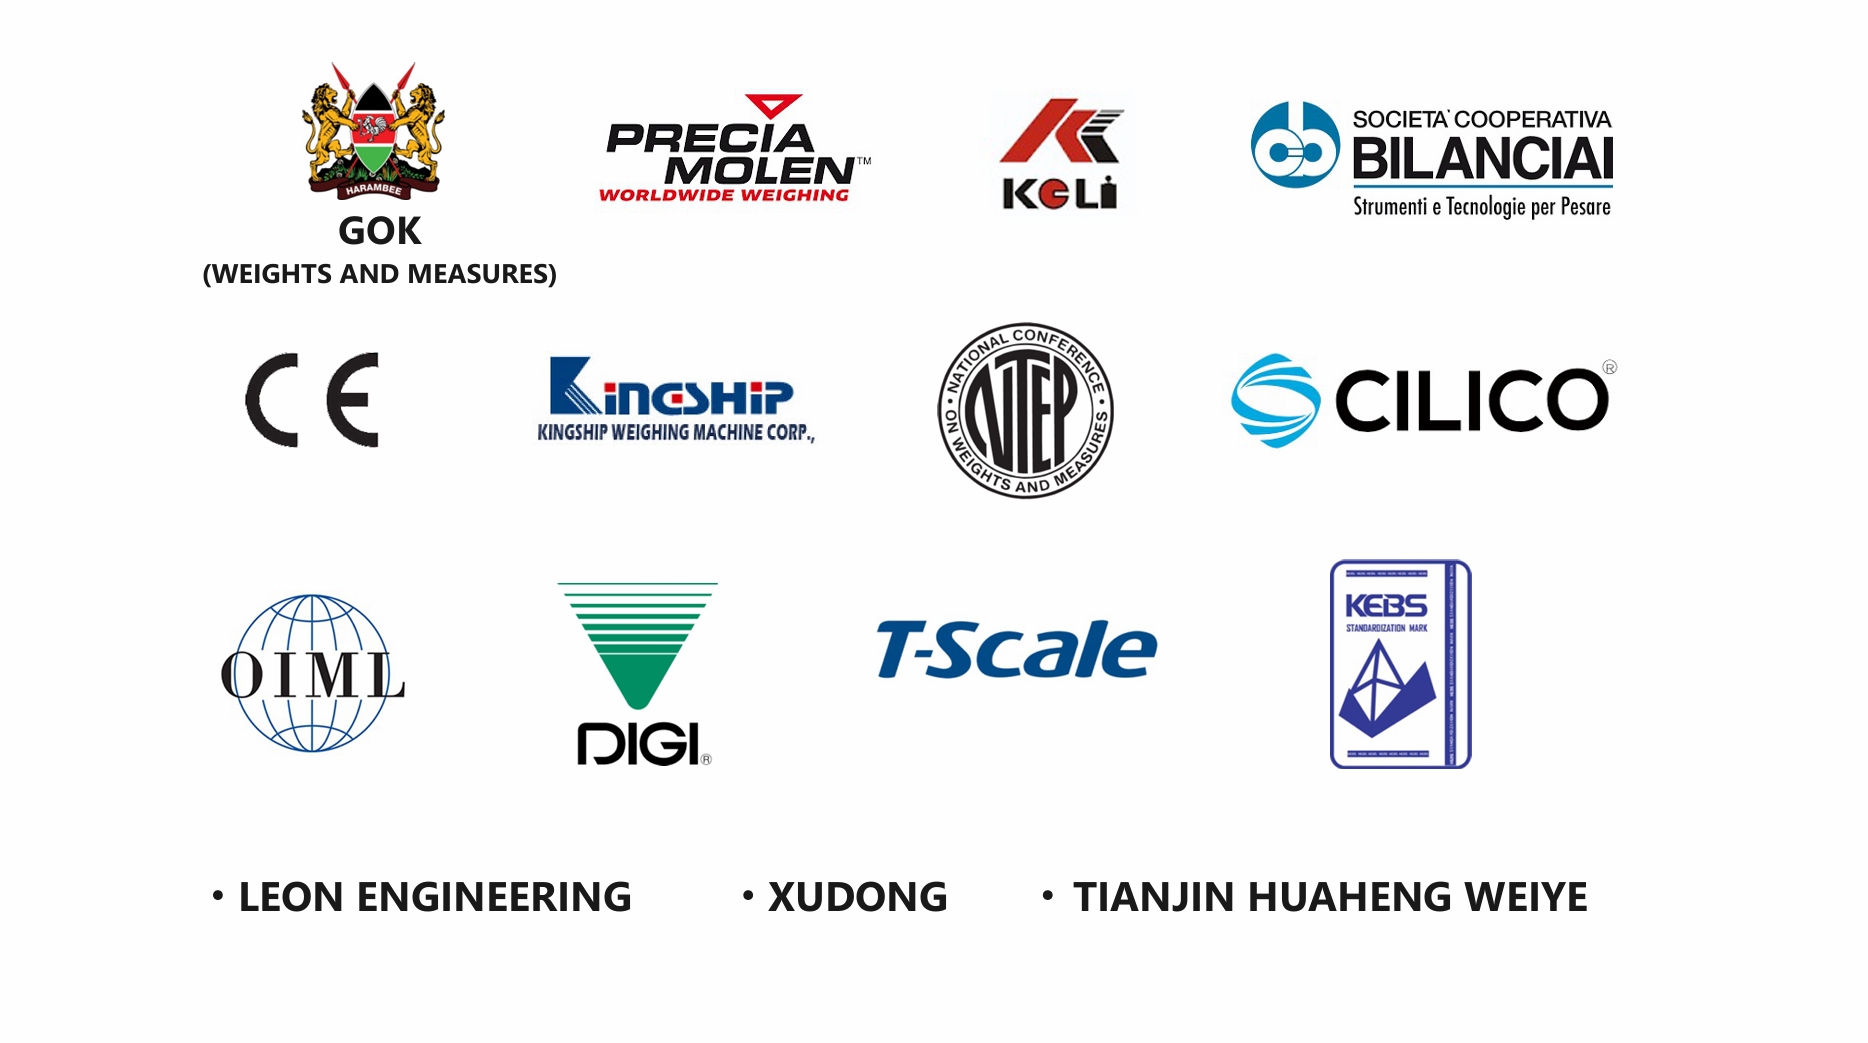 HARAMBEE
GOK
(WEIGHTS AND MEASURES)
PRECIA
MOLEN™
WORLDWIDE WEIGHING
KELI
SOCIETA' COOPERATIVA
BILANCIAI
Strumenti e Tecnologie per Pesare
CE
KINGSHIP
KINGSHIP WEIGHING MACHINE CORP.,
• NATIONAL CONFERENCE •
ON WEIGHTS AND MEASURES
NTEP
CILICO®
OIML
DIGI®
T-Scale
KEBS
STANDARDIZATION MARK
• LEON ENGINEERING
• XUDONG
• TIANJIN HUAHENG WEIYE